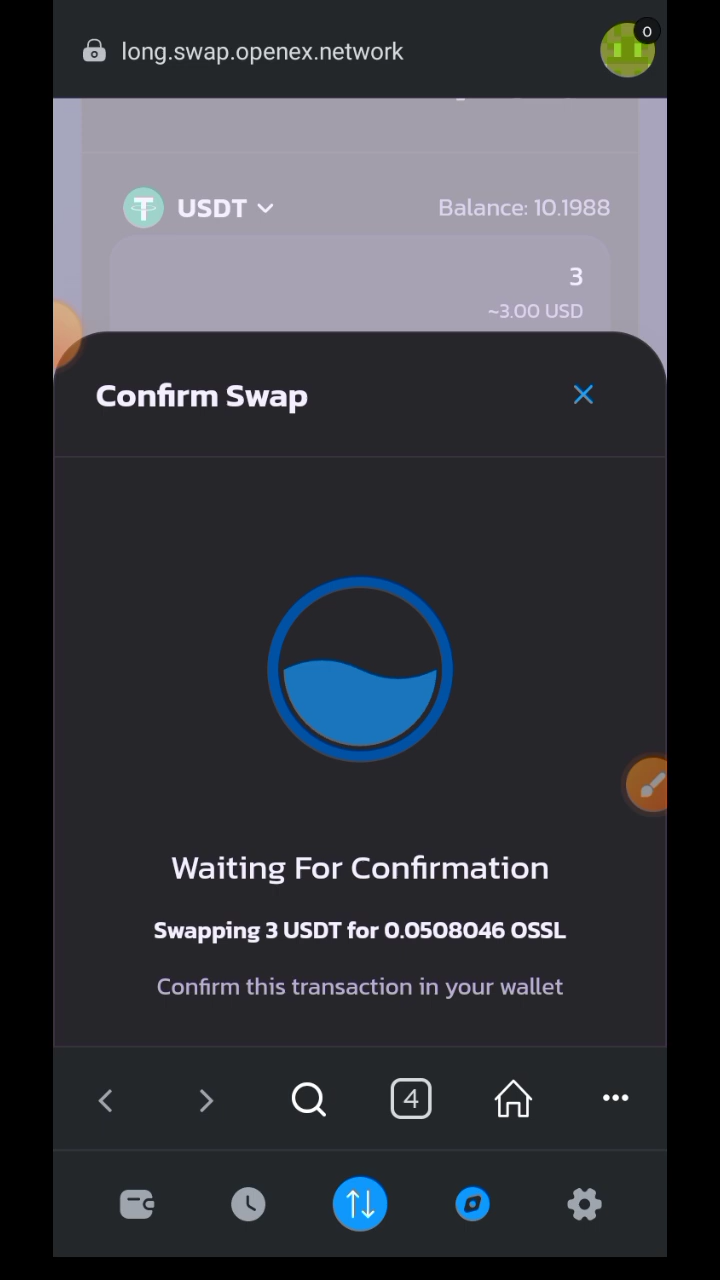 long.swap.openex.network
0
USDT
Balance: 10.1988
3
~3.00 USD
Confirm Swap
Waiting For Confirmation
Swapping 3 USDT for 0.0508046 OSSL
Confirm this transaction in your wallet
4